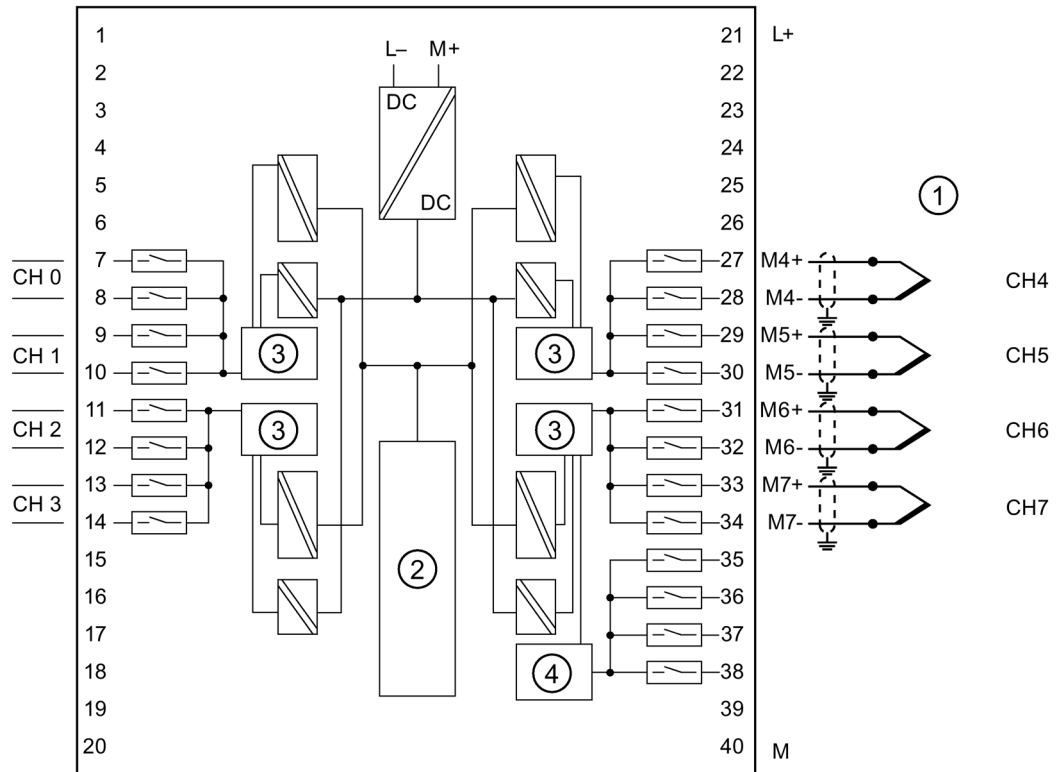 1 21 L+
L– M+
2 22
DC
3 23
4 24
5 25
①
DC
6 26
7 27 M4+
CH 0 CH4
8 28 M4-
9 29 M5+
CH 1 ③ ③ CH5
10 30 M5-
11 31 M6+
CH 2 ③ ③ CH6
12 32 M6-
13 33 M7+
CH 3 CH7
14 34 M7-
15 35
②
16 36
17 37
18 ④ 38
19 39
20 40 M